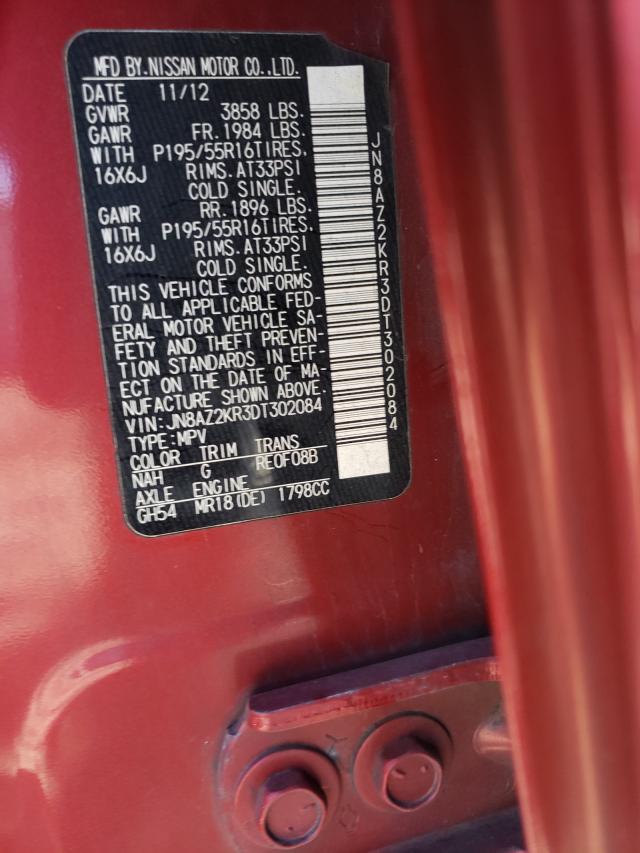 MFD BY.NISSAN MOTOR CO.,LTD.
DATE 11/12
GVWR 3858 LBS.
GAWR FR.1984 LBS.
WITH P195/55R16TIRES,
16X6J RIMS.AT33PSI
COLD SINGLE.
GAWR RR.1896 LBS.
WITH P195/55R16TIRES,
16X6J RIMS.AT33PSI
COLD SINGLE.
THIS VEHICLE CONFORMS
TO ALL APPLICABLE FED-
ERAL MOTOR VEHICLE SA-
FETY AND THEFT PREVEN-
TION STANDARDS IN EFF-
ECT ON THE DATE OF MA-
NUFACTURE SHOWN ABOVE.
VIN:JN8AZ2KR3DT302084
TYPE:MPV
COLOR TRIM TRANS
NAH G RE0F08B
AXLE ENGINE
GH54 MR18(DE) 1798CC
JN8AZ2KR3DT302084